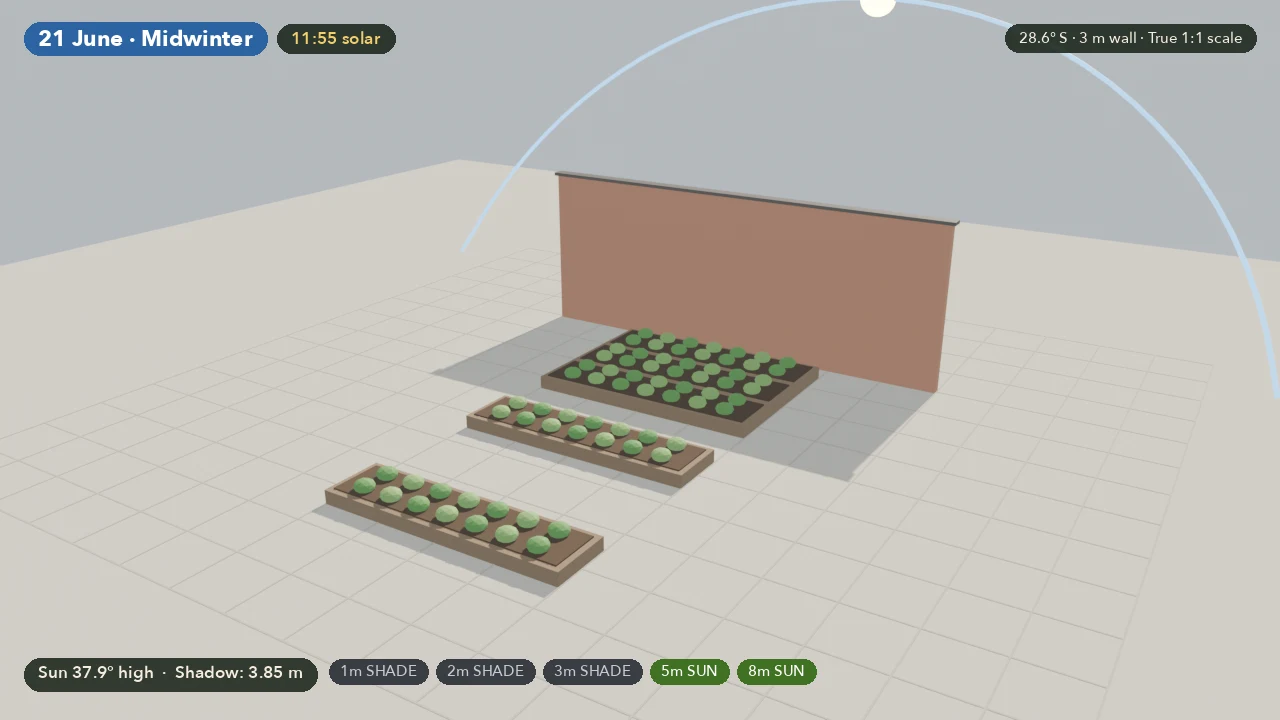 21 June · Midwinter
11:55 solar
28.6° S · 3 m wall · True 1:1 scale
Sun 37.9° high · Shadow: 3.85 m
1m SHADE
2m SHADE
3m SHADE
5m SUN
8m SUN